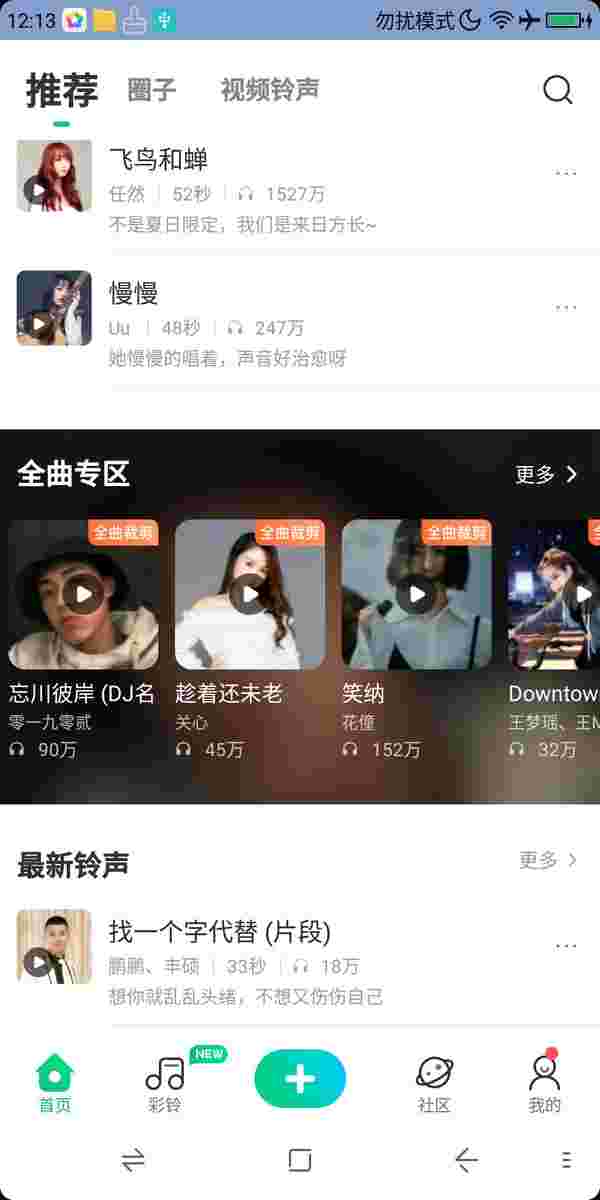 12:13 勿扰模式
推荐 圈子 视频铃声
飞鸟和蝉
任然 52秒 1527万
不是夏日限定，我们是来日方长~
慢慢
Uu 48秒 247万
她慢慢的唱着，声音好治愈呀
全曲专区 更多
全曲裁剪 全曲裁剪 全曲裁剪 全
忘川彼岸 (DJ名 趁着还未老 笑纳 Downtow
零一九零贰 关心 花僮 王梦瑶、王M
90万 45万 152万 32万
最新铃声 更多
找一个字代替 (片段)
鹏鹏、丰硕 33秒 18万
想你就乱乱头绪，不想又伤伤自己
NEW
首页 彩铃 社区 我的